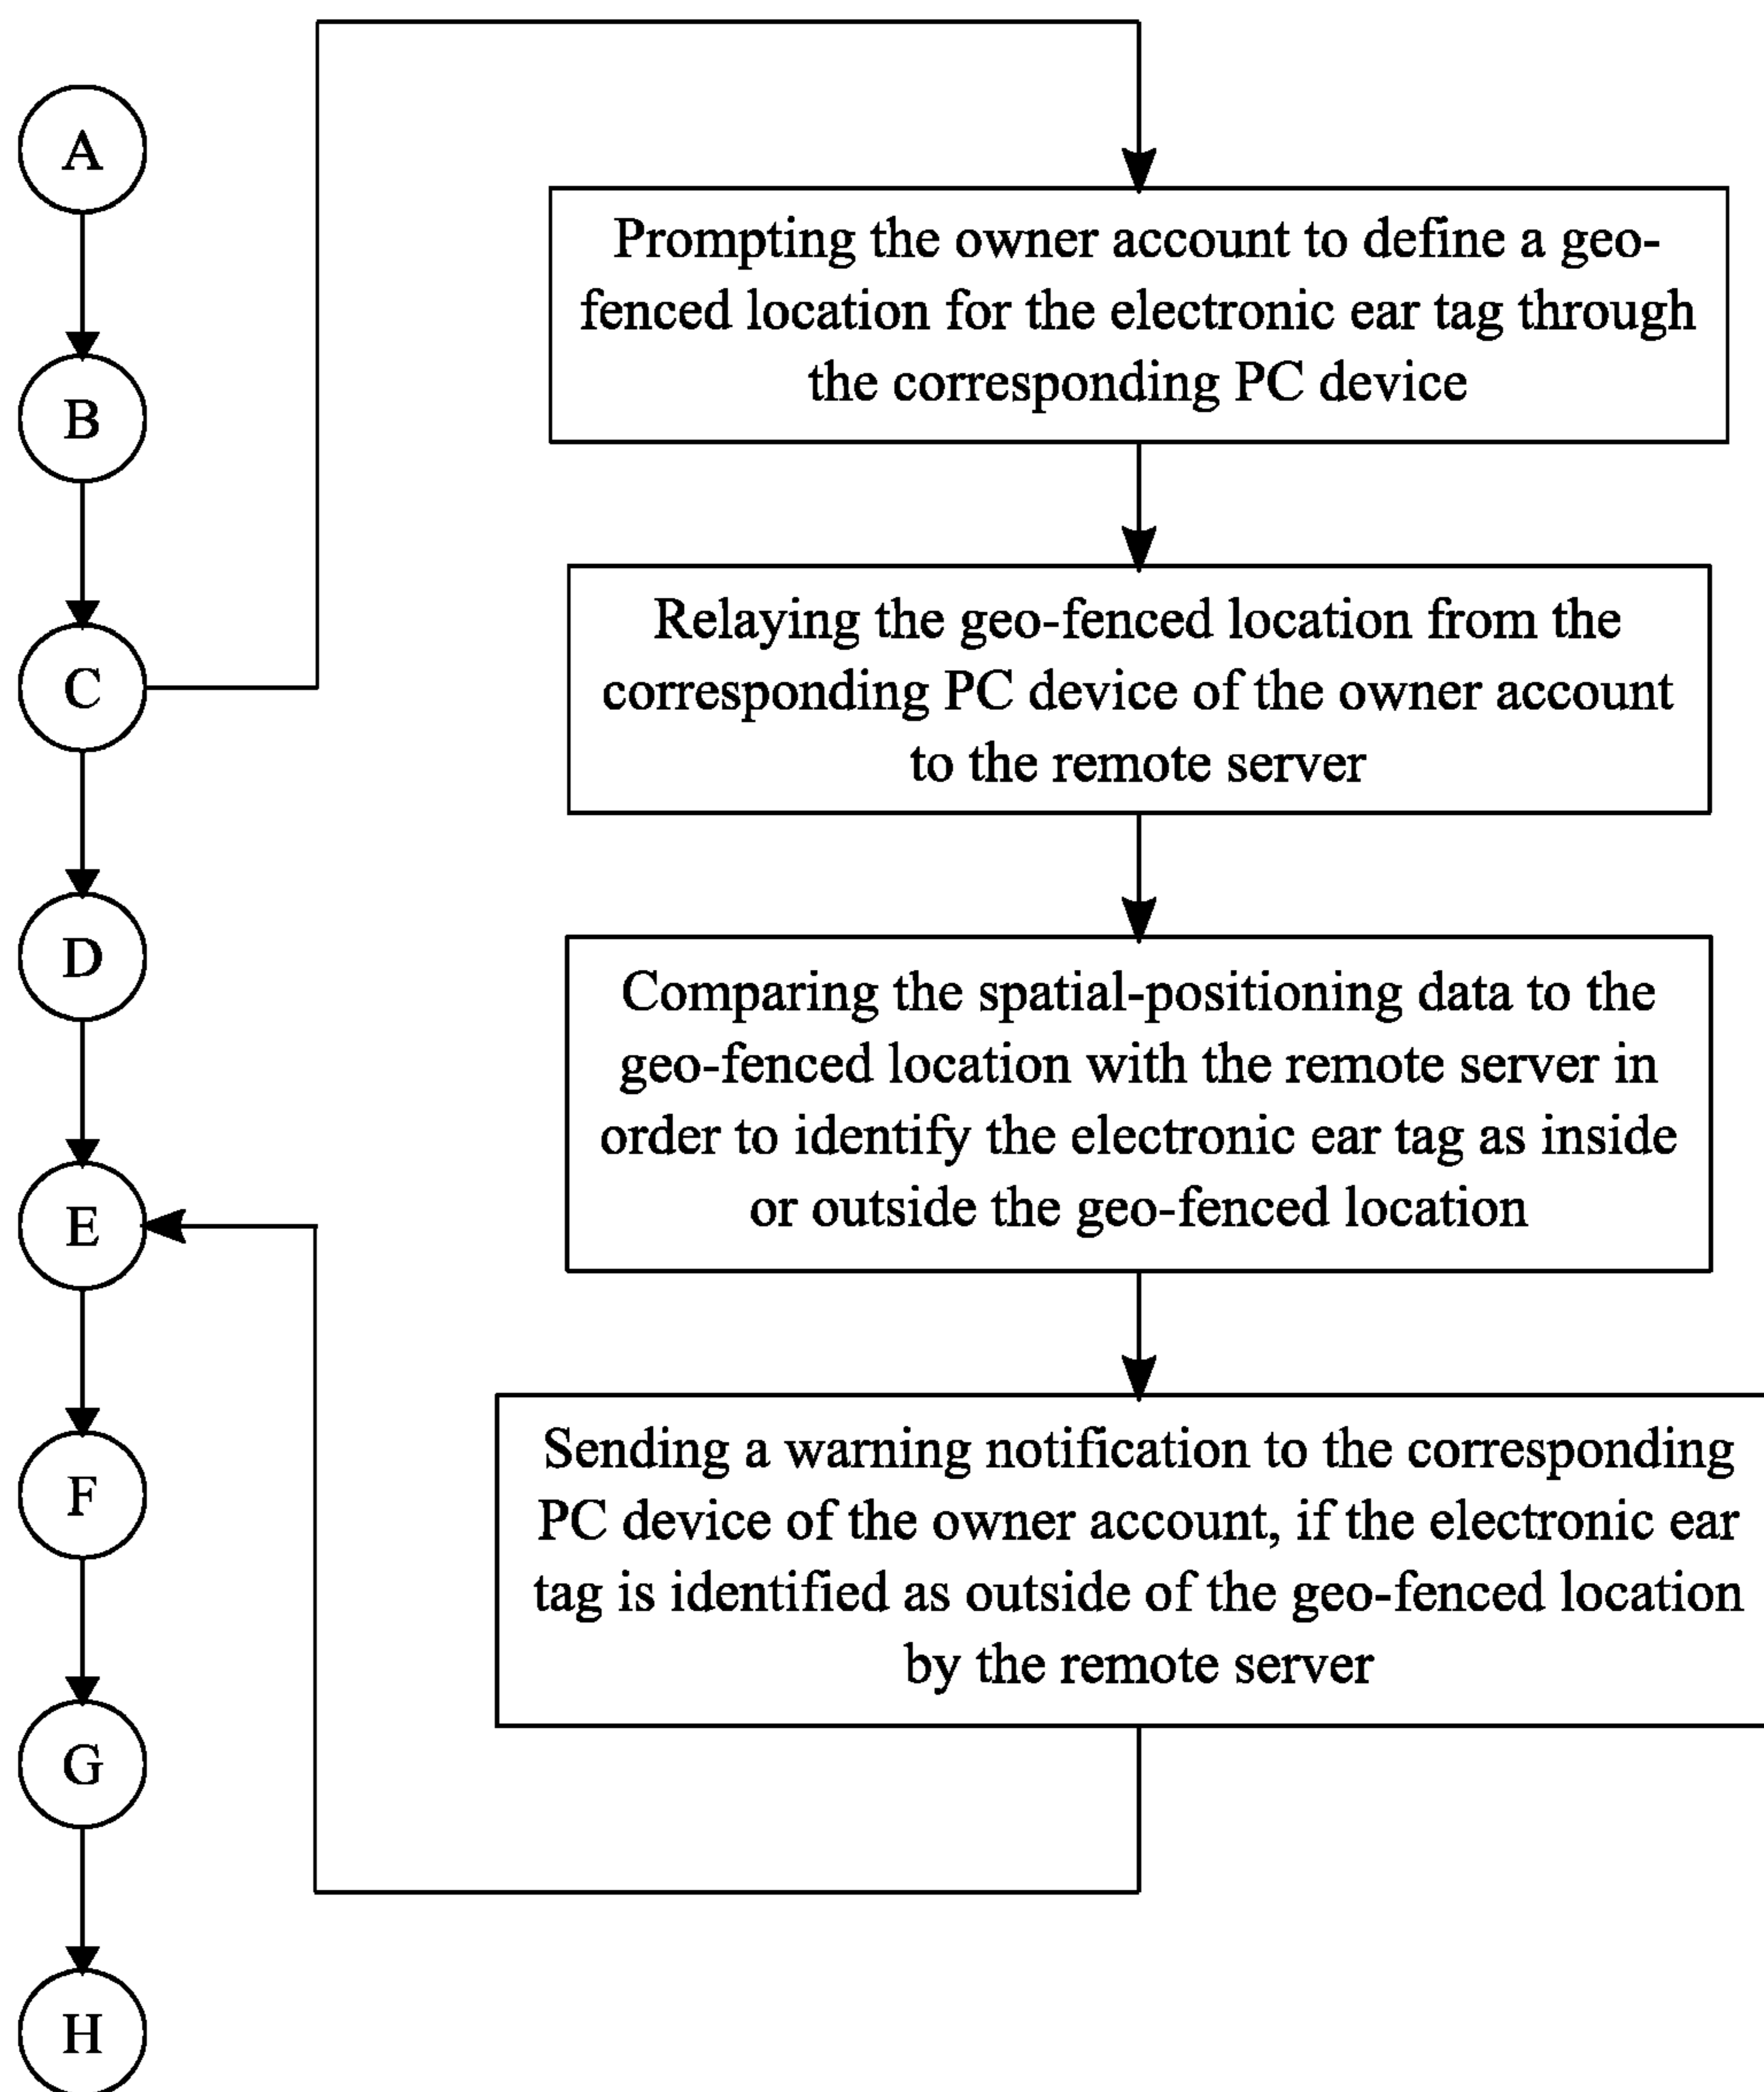 A
B
C
D
E
F
G
H
Prompting the owner account to define a geo-
fenced location for the electronic ear tag through
the corresponding PC device
Relaying the geo-fenced location from the
corresponding PC device of the owner account
to the remote server
Comparing the spatial-positioning data to the
geo-fenced location with the remote server in
order to identify the electronic ear tag as inside
or outside the geo-fenced location
Sending a warning notification to the corresponding
PC device of the owner account, if the electronic ear
tag is identified as outside of the geo-fenced location
by the remote server